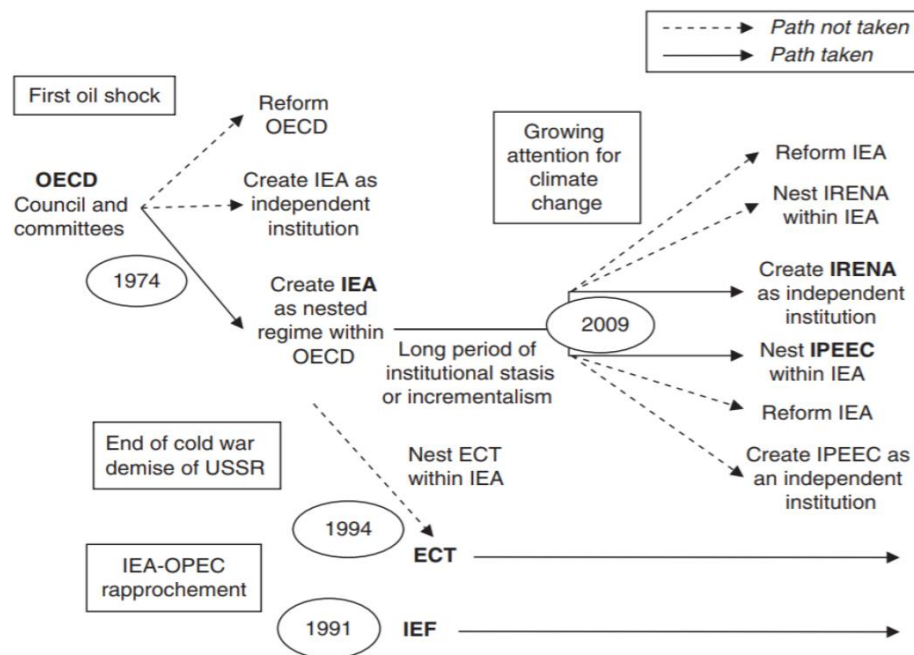 Path not taken
Path taken
First oil shock
Reform
OECD
OECD
Council and
committees
Create IEA as
independent
institution
1974
Create IEA
as nested
regime within
OECD
Long period of
institutional stasis
or incrementalism
Growing
attention for
climate
change
2009
Reform IEA
Nest IRENA
within IEA
Create IRENA
as independent
institution
Nest IPEEC
within IEA
Reform IEA
Create IPEEC as
an independent
institution
End of cold war
demise of USSR
Nest ECT
within IEA
1994
ECT
IEA-OPEC
rapprochement
1991
IEF